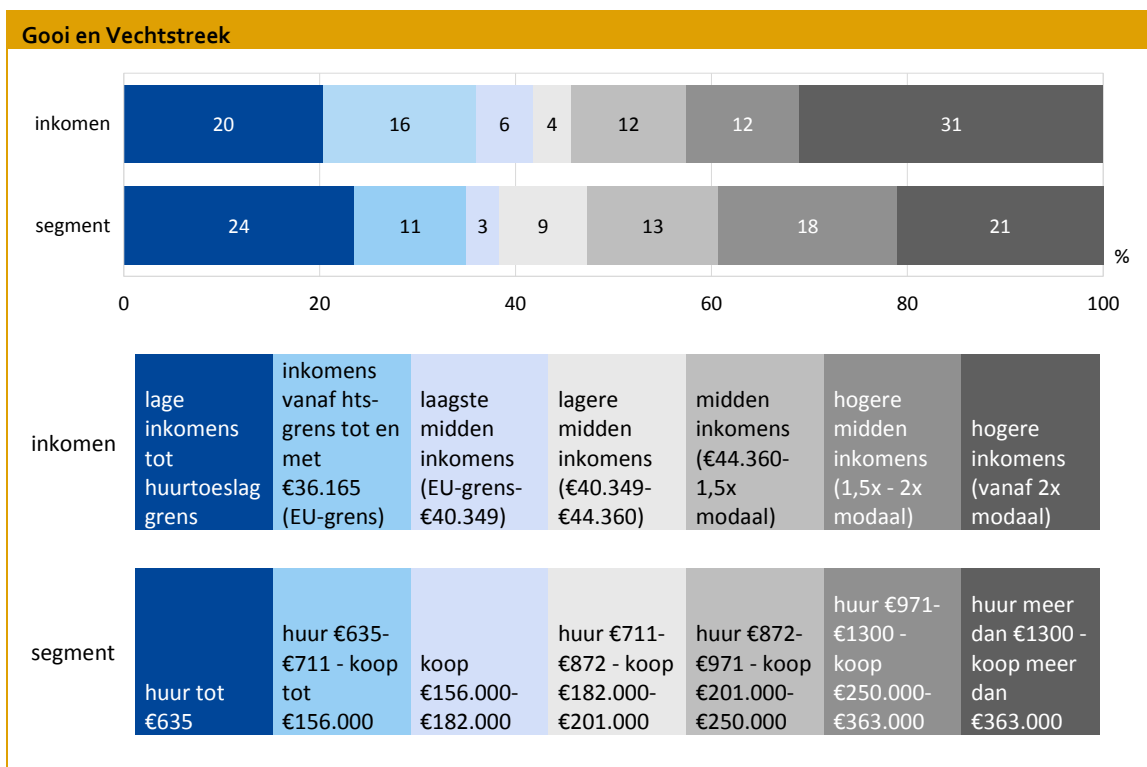 Gooi en Vechtstreek
inkomen
20
16
6
4
12
12
31
segment
24
11
3
9
13
18
21
%
0
20
40
60
80
100
inkomen
lage
inkomens
tot
huurtoeslag
grens
inkomens
vanaf hts-
grens tot en
met
€36.165
(EU-grens)
laagste
midden
inkomens
(EU-grens-
€40.349)
lagere
midden
inkomens
(€40.349-
€44.360)
midden
inkomens
(€44.360-
1,5x
modaal)
hogere
midden
inkomens
(1,5x - 2x
modaal)
hogere
inkomens
(vanaf 2x
modaal)
segment
huur tot
€635
huur €635-
€711 - koop
tot
€156.000
koop
€156.000-
€182.000
huur €711-
€872 - koop
€182.000-
€201.000
huur €872-
€971 - koop
€201.000-
€250.000
huur €971-
€1300 -
koop
€250.000-
€363.000
huur meer
dan €1300 -
koop meer
dan
€363.000